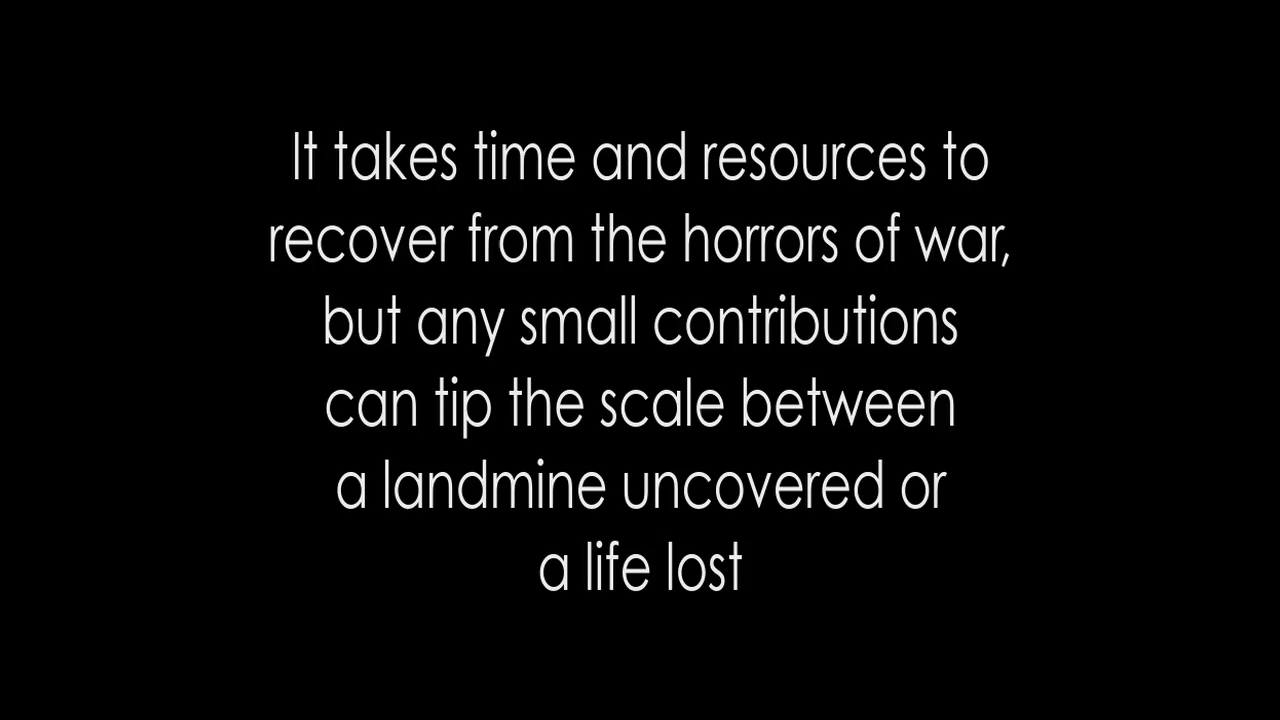 It takes time and resources to
recover from the horrors of war,
but any small contributions
can tip the scale between
a landmine uncovered or
a life lost